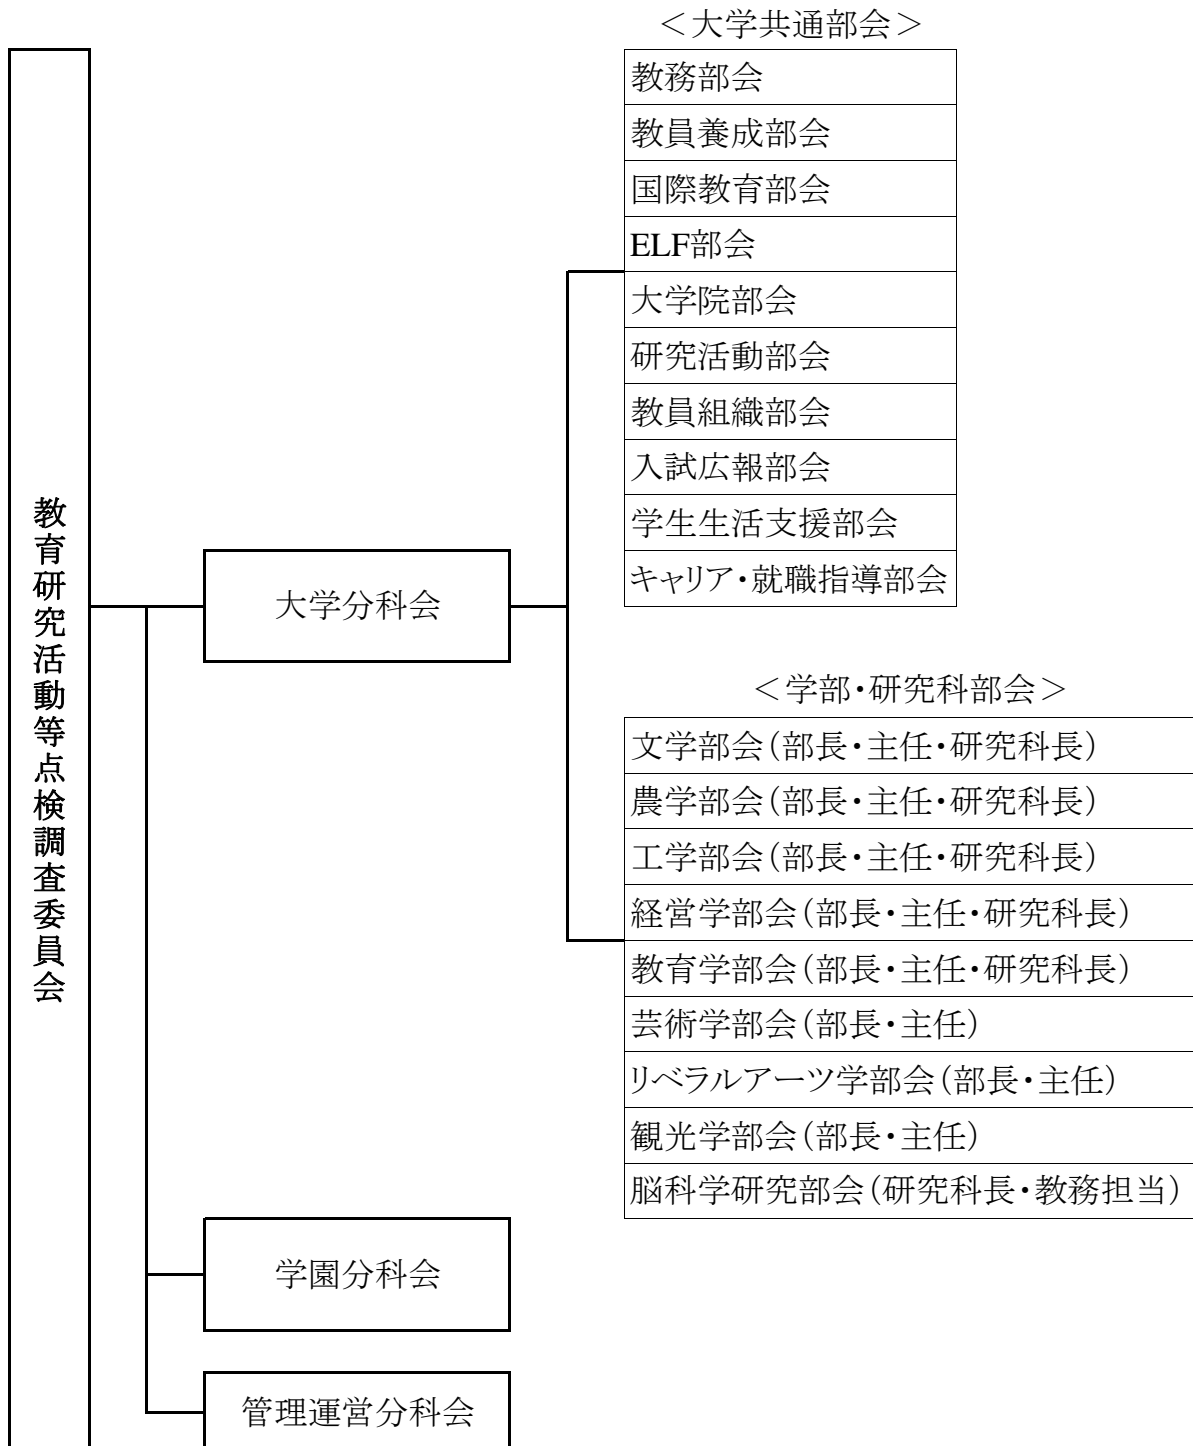 教育研究活動等点検調査委員会
大学分科会
＜大学共通部会＞
教務部会
教員養成部会
国際教育部会
ELF部会
大学院部会
研究活動部会
教員組織部会
入試広報部会
学生生活支援部会
キャリア・就職指導部会
＜学部・研究科部会＞
文学部会（部長・主任・研究科長）
農学部会（部長・主任・研究科長）
工学部会（部長・主任・研究科長）
経営学部会（部長・主任・研究科長）
教育学部会（部長・主任・研究科長）
芸術学部会（部長・主任）
リベラルアーツ学部会（部長・主任）
観光学部会（部長・主任）
脳科学研究部会（研究科長・教務担当）
学園分科会
管理運営分科会